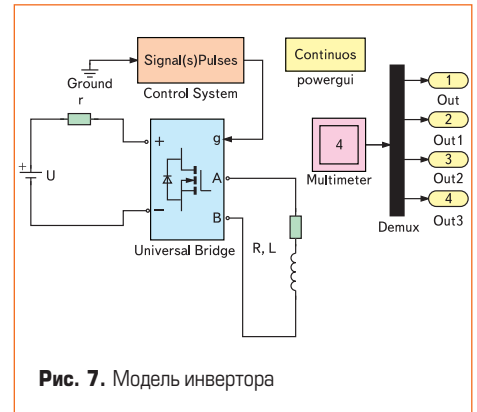 Signal(s)Pulses
Control System
Ground
r
Continuos
powergui
+
U
+
−
g
A
B
Universal Bridge
R, L
4
Multimeter
Demux
1
Out
2
Out1
3
Out2
4
Out3
Рис. 7. Модель инвертора